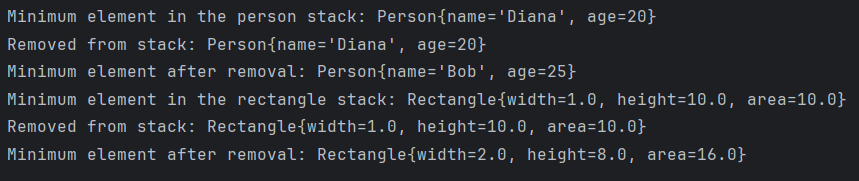 Minimum element in the person stack: Person{name='Diana', age=20}
Removed from stack: Person{name='Diana', age=20}
Minimum element after removal: Person{name='Bob', age=25}
Minimum element in the rectangle stack: Rectangle{width=1.0, height=10.0, area=10.0}
Removed from stack: Rectangle{width=1.0, height=10.0, area=10.0}
Minimum element after removal: Rectangle{width=2.0, height=8.0, area=16.0}